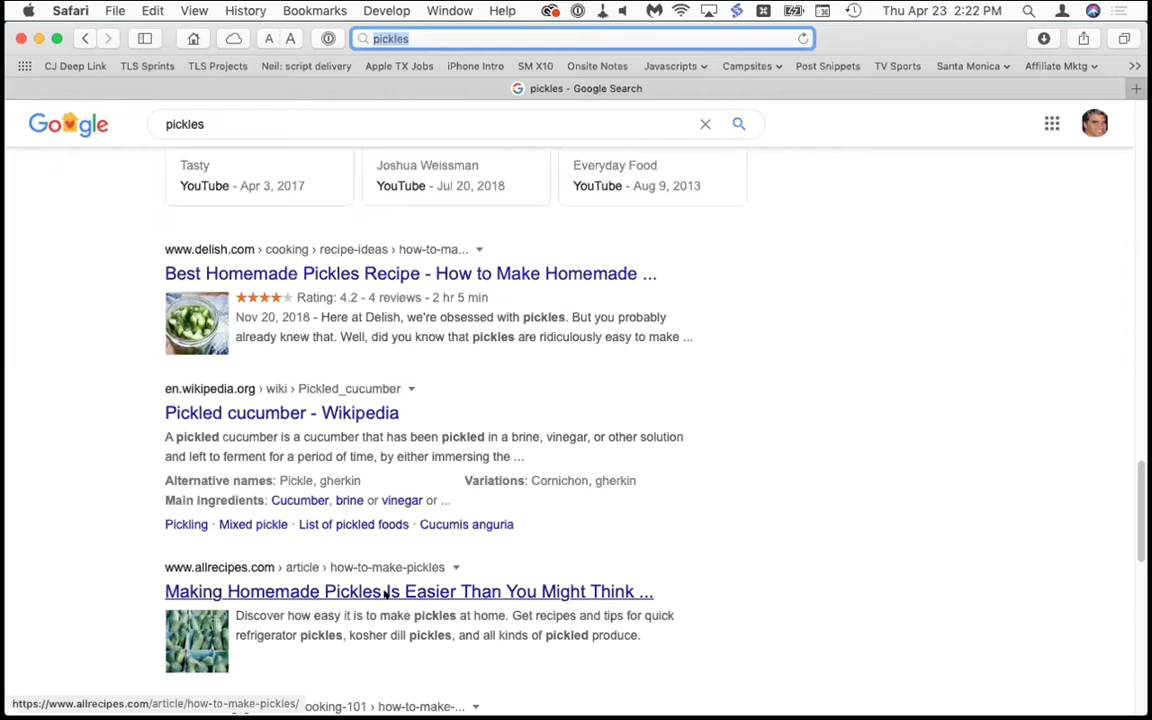 Safari File Edit View History Bookmarks Develop Window Help Thu Apr 23 2:22 PM
A A pickles
CJ Deep Link TLS Sprints TLS Projects Neil: script delivery Apple TX Jobs iPhone Intro SM X10 Onsite Notes Javascripts Campsites Post Snippets TV Sports Santa Monica Affiliate Mktg >>
G pickles - Google Search +
Google pickles
Tasty Joshua Weissman Everyday Food
YouTube - Apr 3, 2017 YouTube - Jul 20, 2018 YouTube - Aug 9, 2013
www.delish.com › cooking › recipe-ideas › how-to-ma...
Best Homemade Pickles Recipe - How to Make Homemade ...
Rating: 4.2 - 4 reviews - 2 hr 5 min
Nov 20, 2018 - Here at Delish, we're obsessed with pickles. But you probably
already knew that. Well, did you know that pickles are ridiculously easy to make ...
en.wikipedia.org › wiki › Pickled_cucumber
Pickled cucumber - Wikipedia
A pickled cucumber is a cucumber that has been pickled in a brine, vinegar, or other solution
and left to ferment for a period of time, by either immersing the ...
Alternative names: Pickle, gherkin Variations: Cornichon, gherkin
Main ingredients: Cucumber, brine or vinegar or ...
Pickling · Mixed pickle · List of pickled foods · Cucumis anguria
www.allrecipes.com › article › how-to-make-pickles
Making Homemade Pickles Is Easier Than You Might Think ...
Discover how easy it is to make pickles at home. Get recipes and tips for quick
refrigerator pickles, kosher dill pickles, and all kinds of pickled produce.
https://www.allrecipes.com/article/how-to-make-pickles/ ooking-101 › how-to-make-...